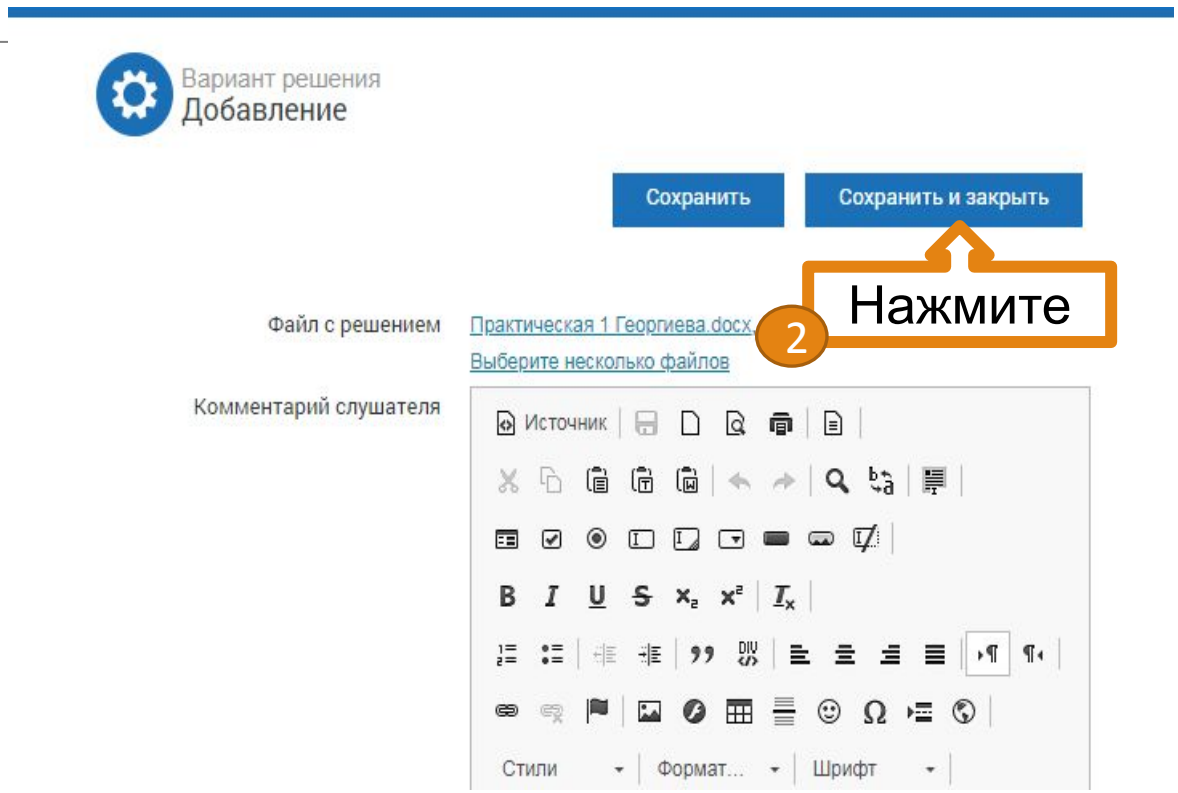 Вариант решения
Добавление
Сохранить
Сохранить и закрыть
Нажмите
2
Файл с решением
Практическая 1 Георгиева.docx,
Выберите несколько файлов
Комментарий слушателя
Источник
Стили
Формат...
Шрифт